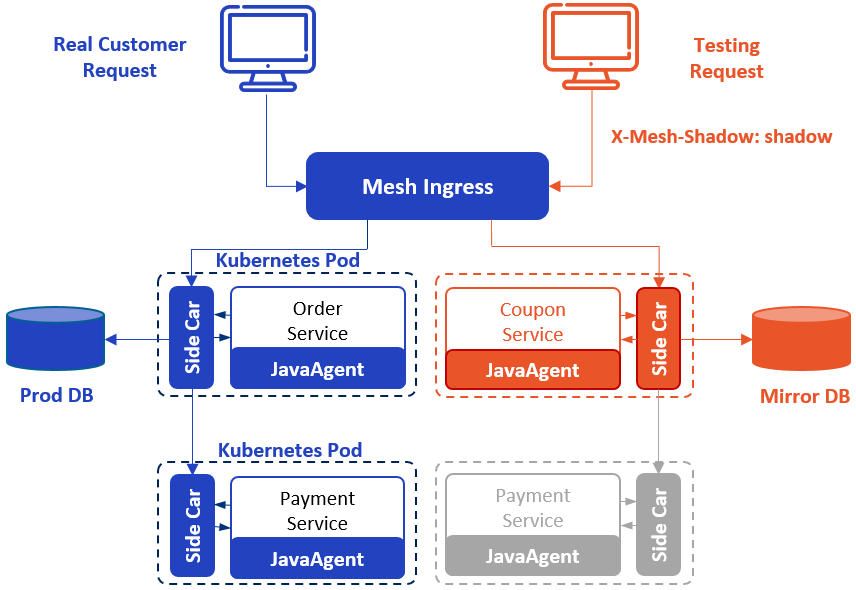 Real Customer
Request
Testing
Request
X-Mesh-Shadow: shadow
Mesh Ingress
Kubernetes Pod
Side Car
Order
Service
JavaAgent
Coupon
Service
JavaAgent
Side Car
Prod DB
Mirror DB
Kubernetes Pod
Side Car
Payment
Service
JavaAgent
Payment
Service
JavaAgent
Side Car